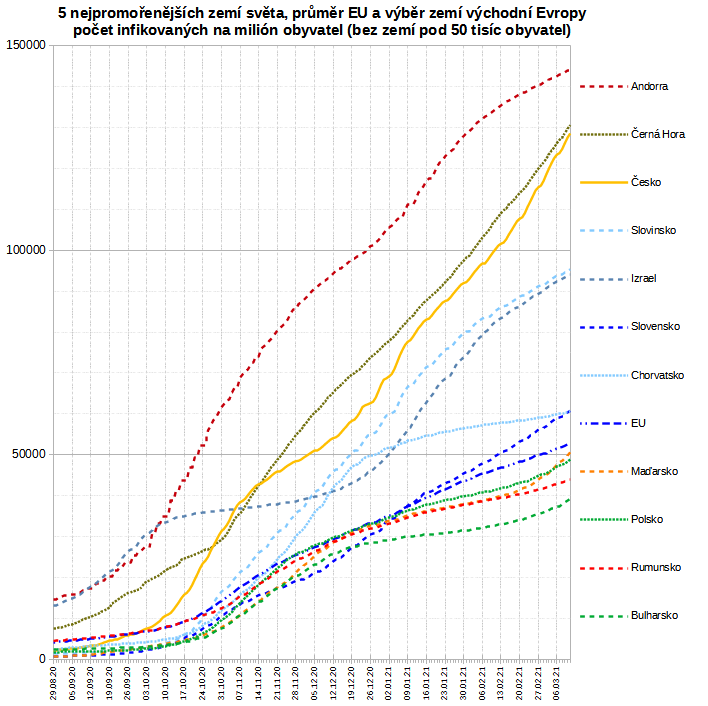 5 nejpromořenějších zemí světa, průměr EU a výběr zemí východní Evropy
počet infikovaných na milión obyvatel (bez zemí pod 50 tisíc obyvatel)
150000
100000
50000
0
Andorra
Černá Hora
Česko
Slovinsko
Izrael
Slovensko
Chorvatsko
EU
Maďarsko
Polsko
Rumunsko
Bulharsko
29.08.20
05.09.20
12.09.20
19.09.20
26.09.20
03.10.20
10.10.20
17.10.20
24.10.20
31.10.20
07.11.20
14.11.20
21.11.20
28.11.20
05.12.20
12.12.20
19.12.20
26.12.20
02.01.21
09.01.21
16.01.21
23.01.21
30.01.21
06.02.21
13.02.21
20.02.21
27.02.21
06.03.21